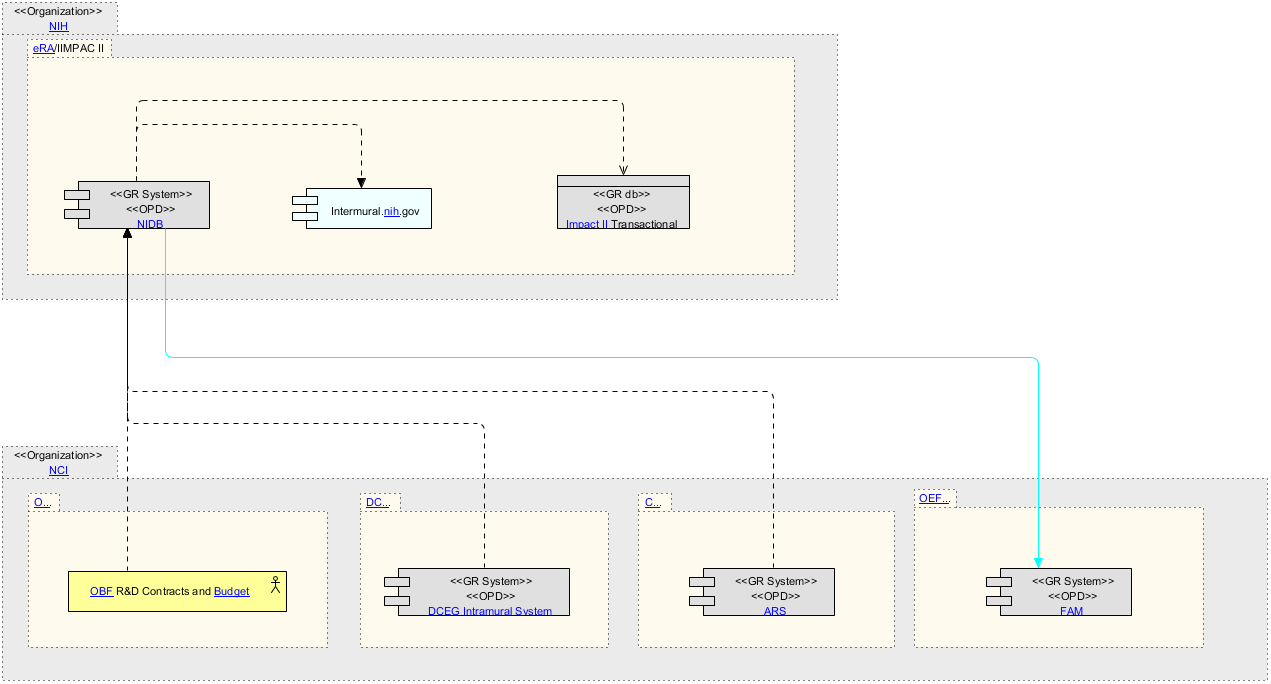 <<Organization>>
NIH
eRA/IIMPAC II
<<GR System>>
<<OPD>>
NIDB
Intermural.nih.gov
<<GR db>>
<<OPD>>
Impact II Transactional
<<Organization>>
NCI
O...
OBF R&D Contracts and Budget
DC...
<<GR System>>
<<OPD>>
DCEG Intramural System
C...
<<GR System>>
<<OPD>>
ARS
OEF...
<<GR System>>
<<OPD>>
FAM